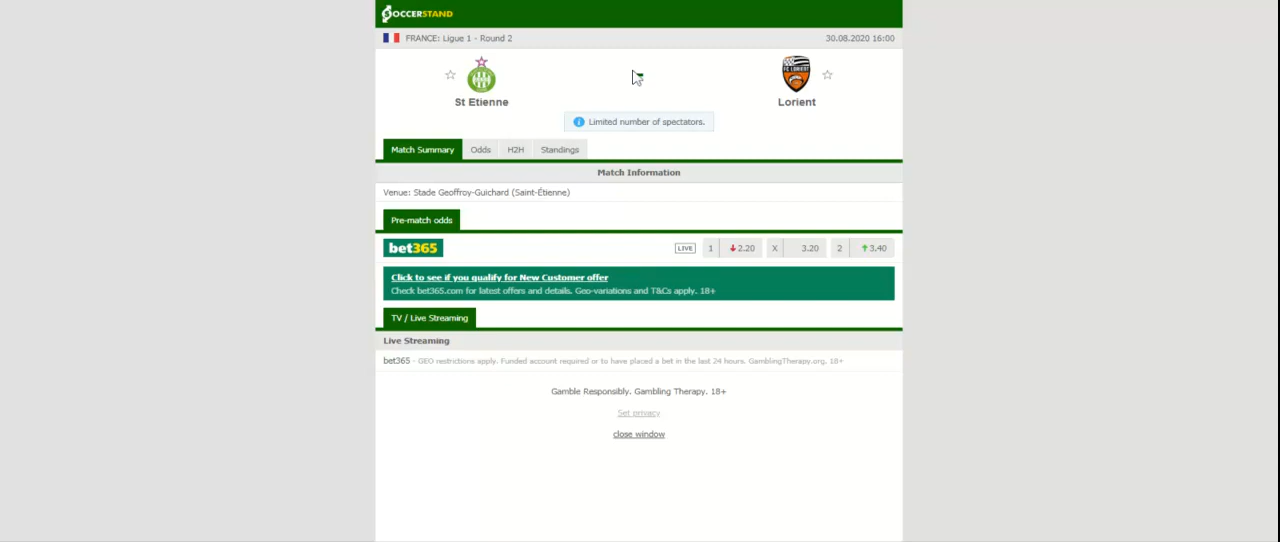 SOCCERSTAND
FRANCE: Ligue 1 - Round 2 30.08.2020 16:00
FC LORIENT
St Etienne Lorient
Limited number of spectators.
Match Summary Odds H2H Standings
Match Information
Venue: Stade Geoffroy-Guichard (Saint-Étienne)
Pre-match odds
bet365 LIVE 1 2.20 X 3.20 2 3.40
Click to see if you qualify for New Customer offer
Check bet365.com for latest offers and details. Geo-variations and T&Cs apply. 18+
TV / Live Streaming
Live Streaming
bet365 - GEO restrictions apply. Funded account required or to have placed a bet in the last 24 hours. GamblingTherapy.org, 18+
Gamble Responsibly. Gambling Therapy. 18+
Set privacy
close window